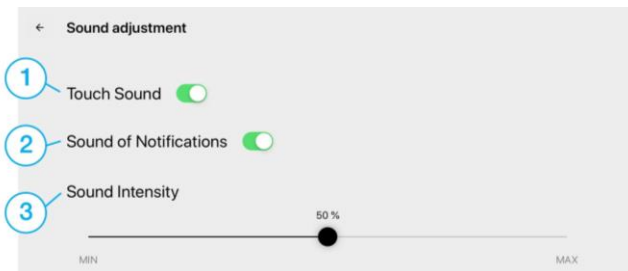 ← Sound adjustment
1
Touch Sound
2
Sound of Notifications
3
Sound Intensity
50 %
MIN MAX